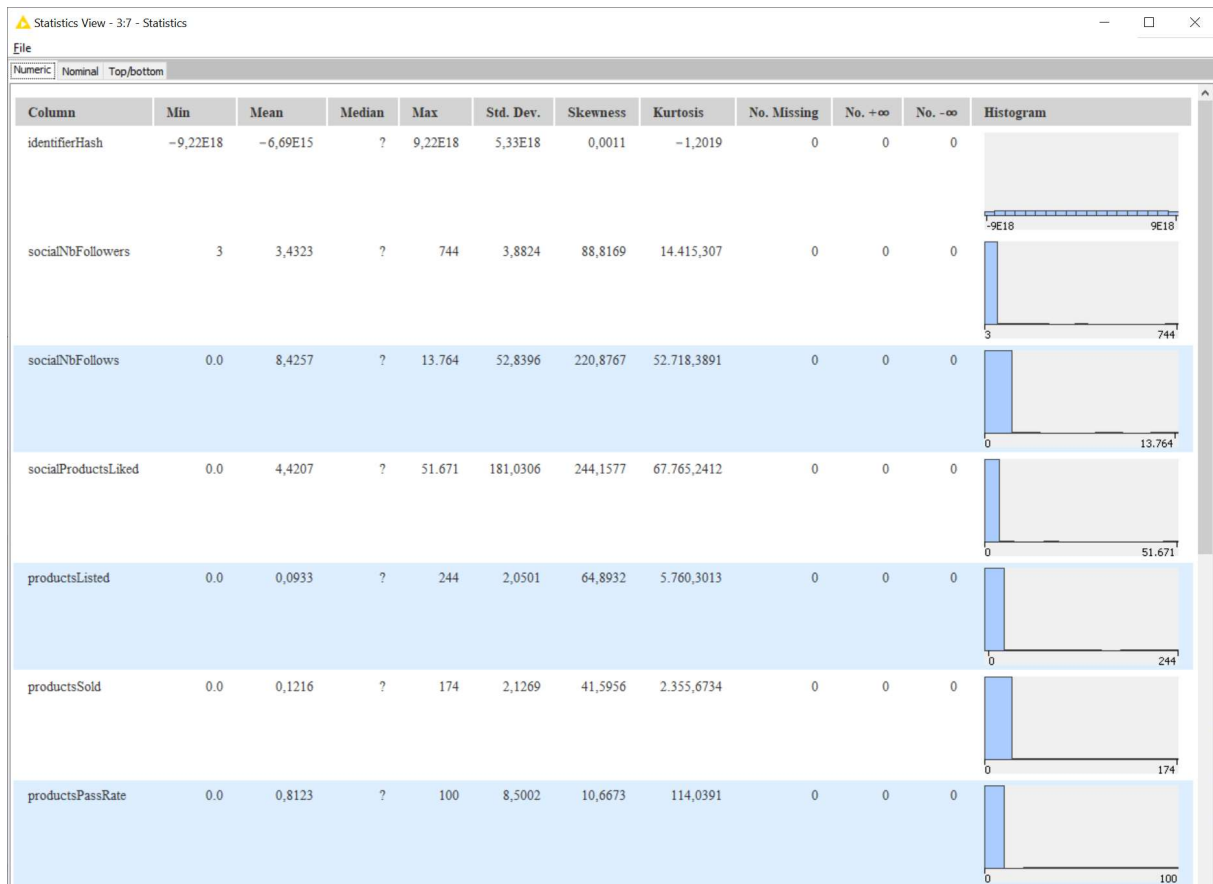 Statistics View - 3:7 - Statistics
File
Numeric Nominal Top/bottom
Column Min Mean Median Max Std. Dev. Skewness Kurtosis No. Missing No. +∞ No. -∞ Histogram
identifierHash −9,22E18 −6,69E15 ? 9,22E18 5,33E18 0,0011 −1,2019 0 0 0
-9E18 9E18
socialNbFollowers 3 3,4323 ? 744 3,8824 88,8169 14.415,307 0 0 0
3 744
socialNbFollows 0.0 8,4257 ? 13.764 52,8396 220,8767 52.718,3891 0 0 0
0 13.764
socialProductsLiked 0.0 4,4207 ? 51.671 181,0306 244,1577 67.765,2412 0 0 0
0 51.671
productsListed 0.0 0,0933 ? 244 2,0501 64,8932 5.760,3013 0 0 0
0 244
productsSold 0.0 0,1216 ? 174 2,1269 41,5956 2.355,6734 0 0 0
0 174
productsPassRate 0.0 0,8123 ? 100 8,5002 10,6673 114,0391 0 0 0
0 100